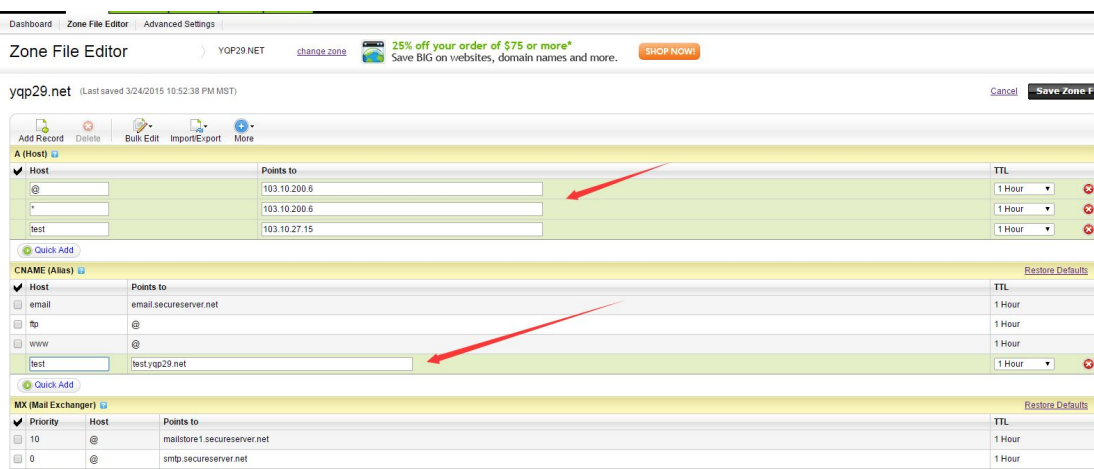 Dashboard Zone File Editor Advanced Settings
Zone File Editor YQP29.NET change zone 25% off your order of $75 or more* SHOP NOW!
Save BIG on websites, domain names and more.
yqp29.net (Last saved 3/24/2015 10:52:38 PM MST) Cancel Save Zone F
Add Record Delete Bulk Edit Import/Export More
A (Host)
Host Points to TTL
@ 103.10.200.6 1 Hour
* 103.10.200.6 1 Hour
test 103.10.27.15 1 Hour
Quick Add
CNAME (Alias) Restore Defaults
Host Points to TTL
email email.secureserver.net 1 Hour
ftp @ 1 Hour
www @ 1 Hour
test test.yqp29.net 1 Hour
Quick Add
MX (Mail Exchanger) Restore Defaults
Priority Host Points to TTL
10 @ mailstore1.secureserver.net 1 Hour
0 @ smtp.secureserver.net 1 Hour